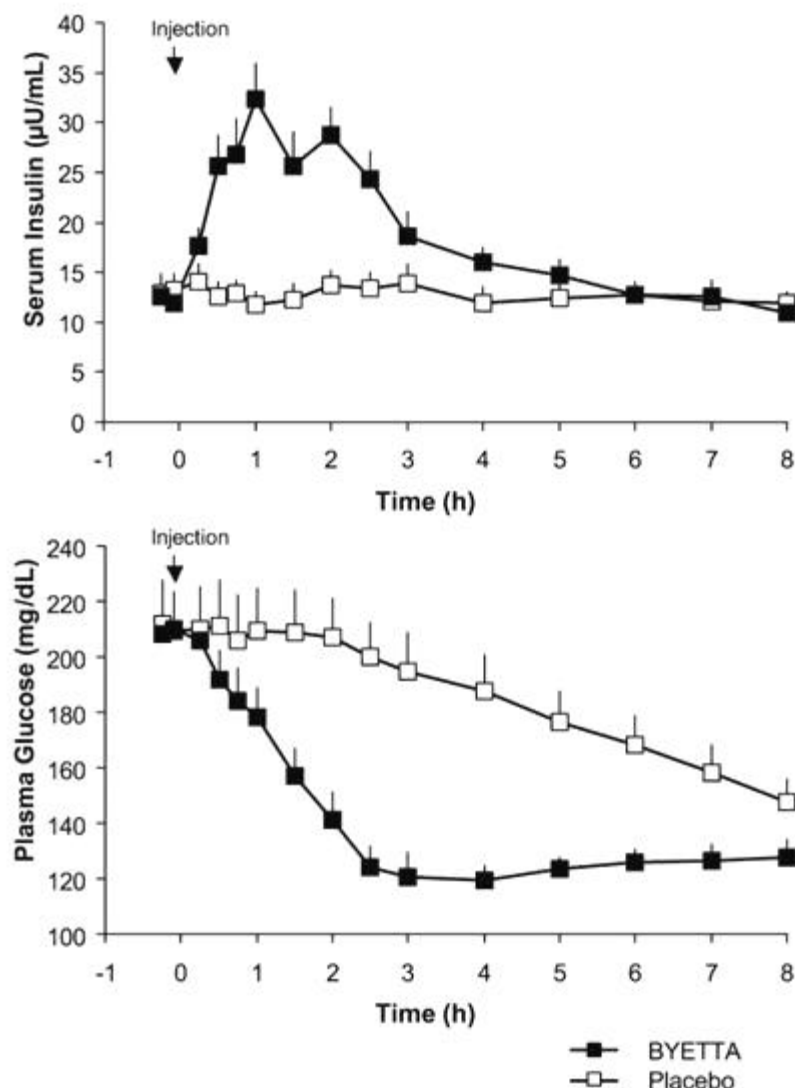 Injection
Serum Insulin (µU/mL)
40
35
30
25
20
15
10
5
0
-1 0 1 2 3 4 5 6 7 8
Time (h)
Injection
Plasma Glucose (mg/dL)
240
220
200
180
160
140
120
100
-1 0 1 2 3 4 5 6 7 8
Time (h)
BYETTA
Placebo